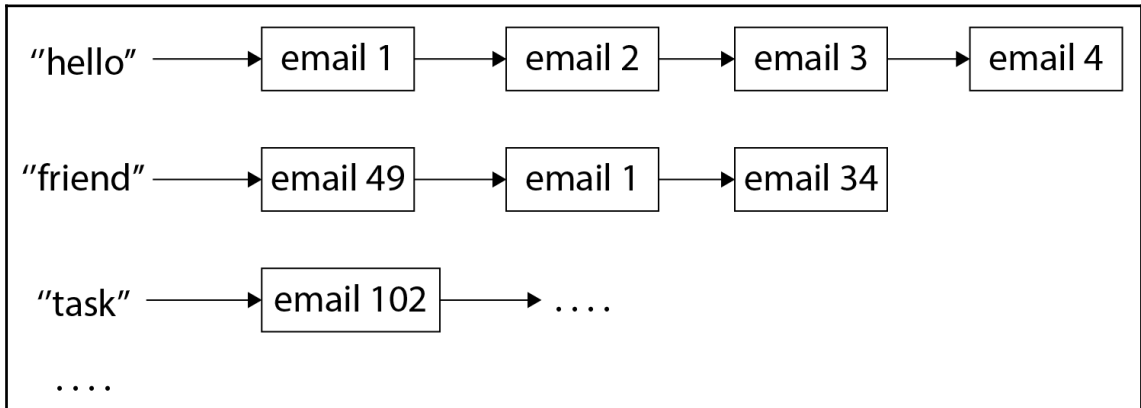 "hello" email 1 email 2 email 3 email 4
"friend" email 49 email 1 email 34
"task" email 102 ....
....